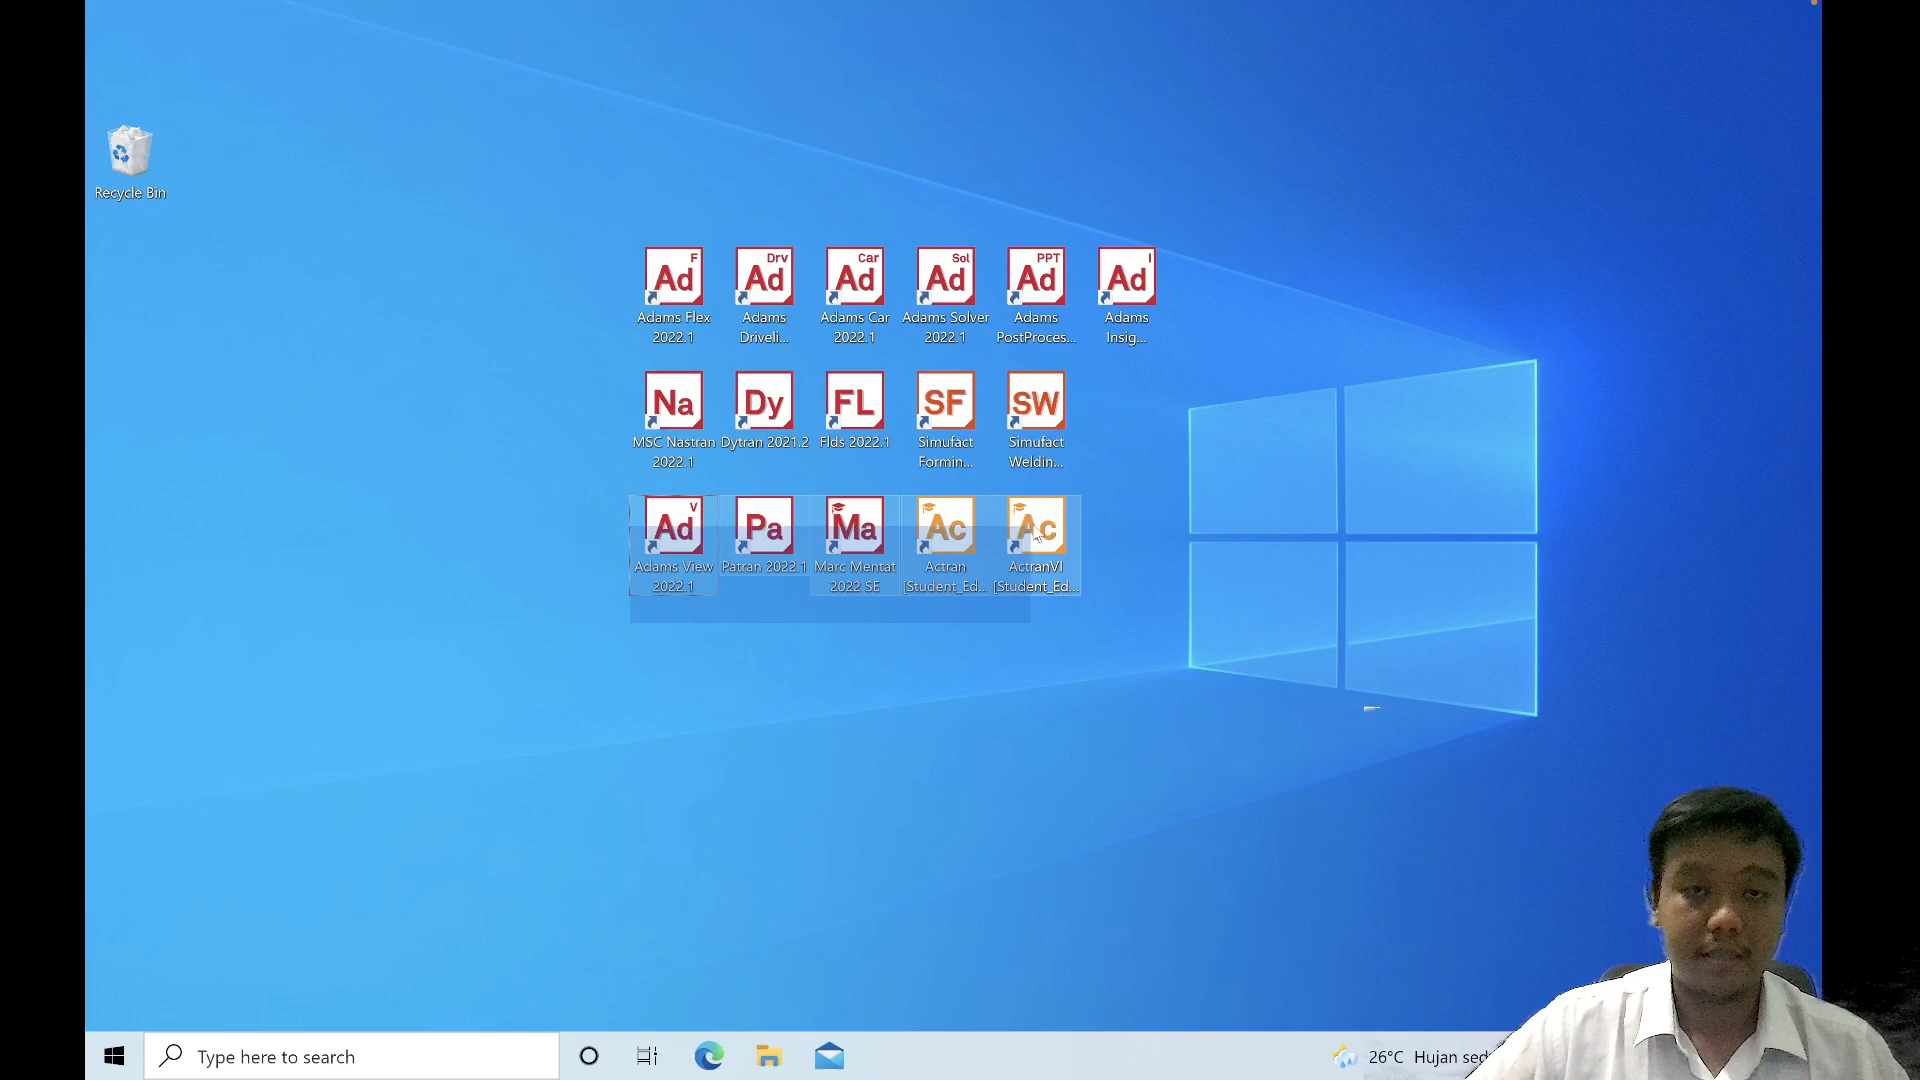 Recycle Bin
F
Ad
Adams Flex
2022.1
Drv
Ad
Adams
Driveli...
Car
Ad
Adams Car
2022.1
Sol
Ad
Adams Solver
2022.1
PPT
Ad
Adams
PostProces...
I
Ad
Adams
Insig...
Na
MSC Nastran
2022.1
Dy
Dytran 2021.2
FL
Flds 2022.1
SF
Simufact
Formin...
SW
Simufact
Weldin...
V
Ad
Adams View
2022.1
Pa
Patran 2022.1
Ma
Marc Mentat
2022 SE
Ac
Actran
[Student_Ed...
Ac
ActranVI
[Student_Ed...
Type here to search
26°C Hujan sed